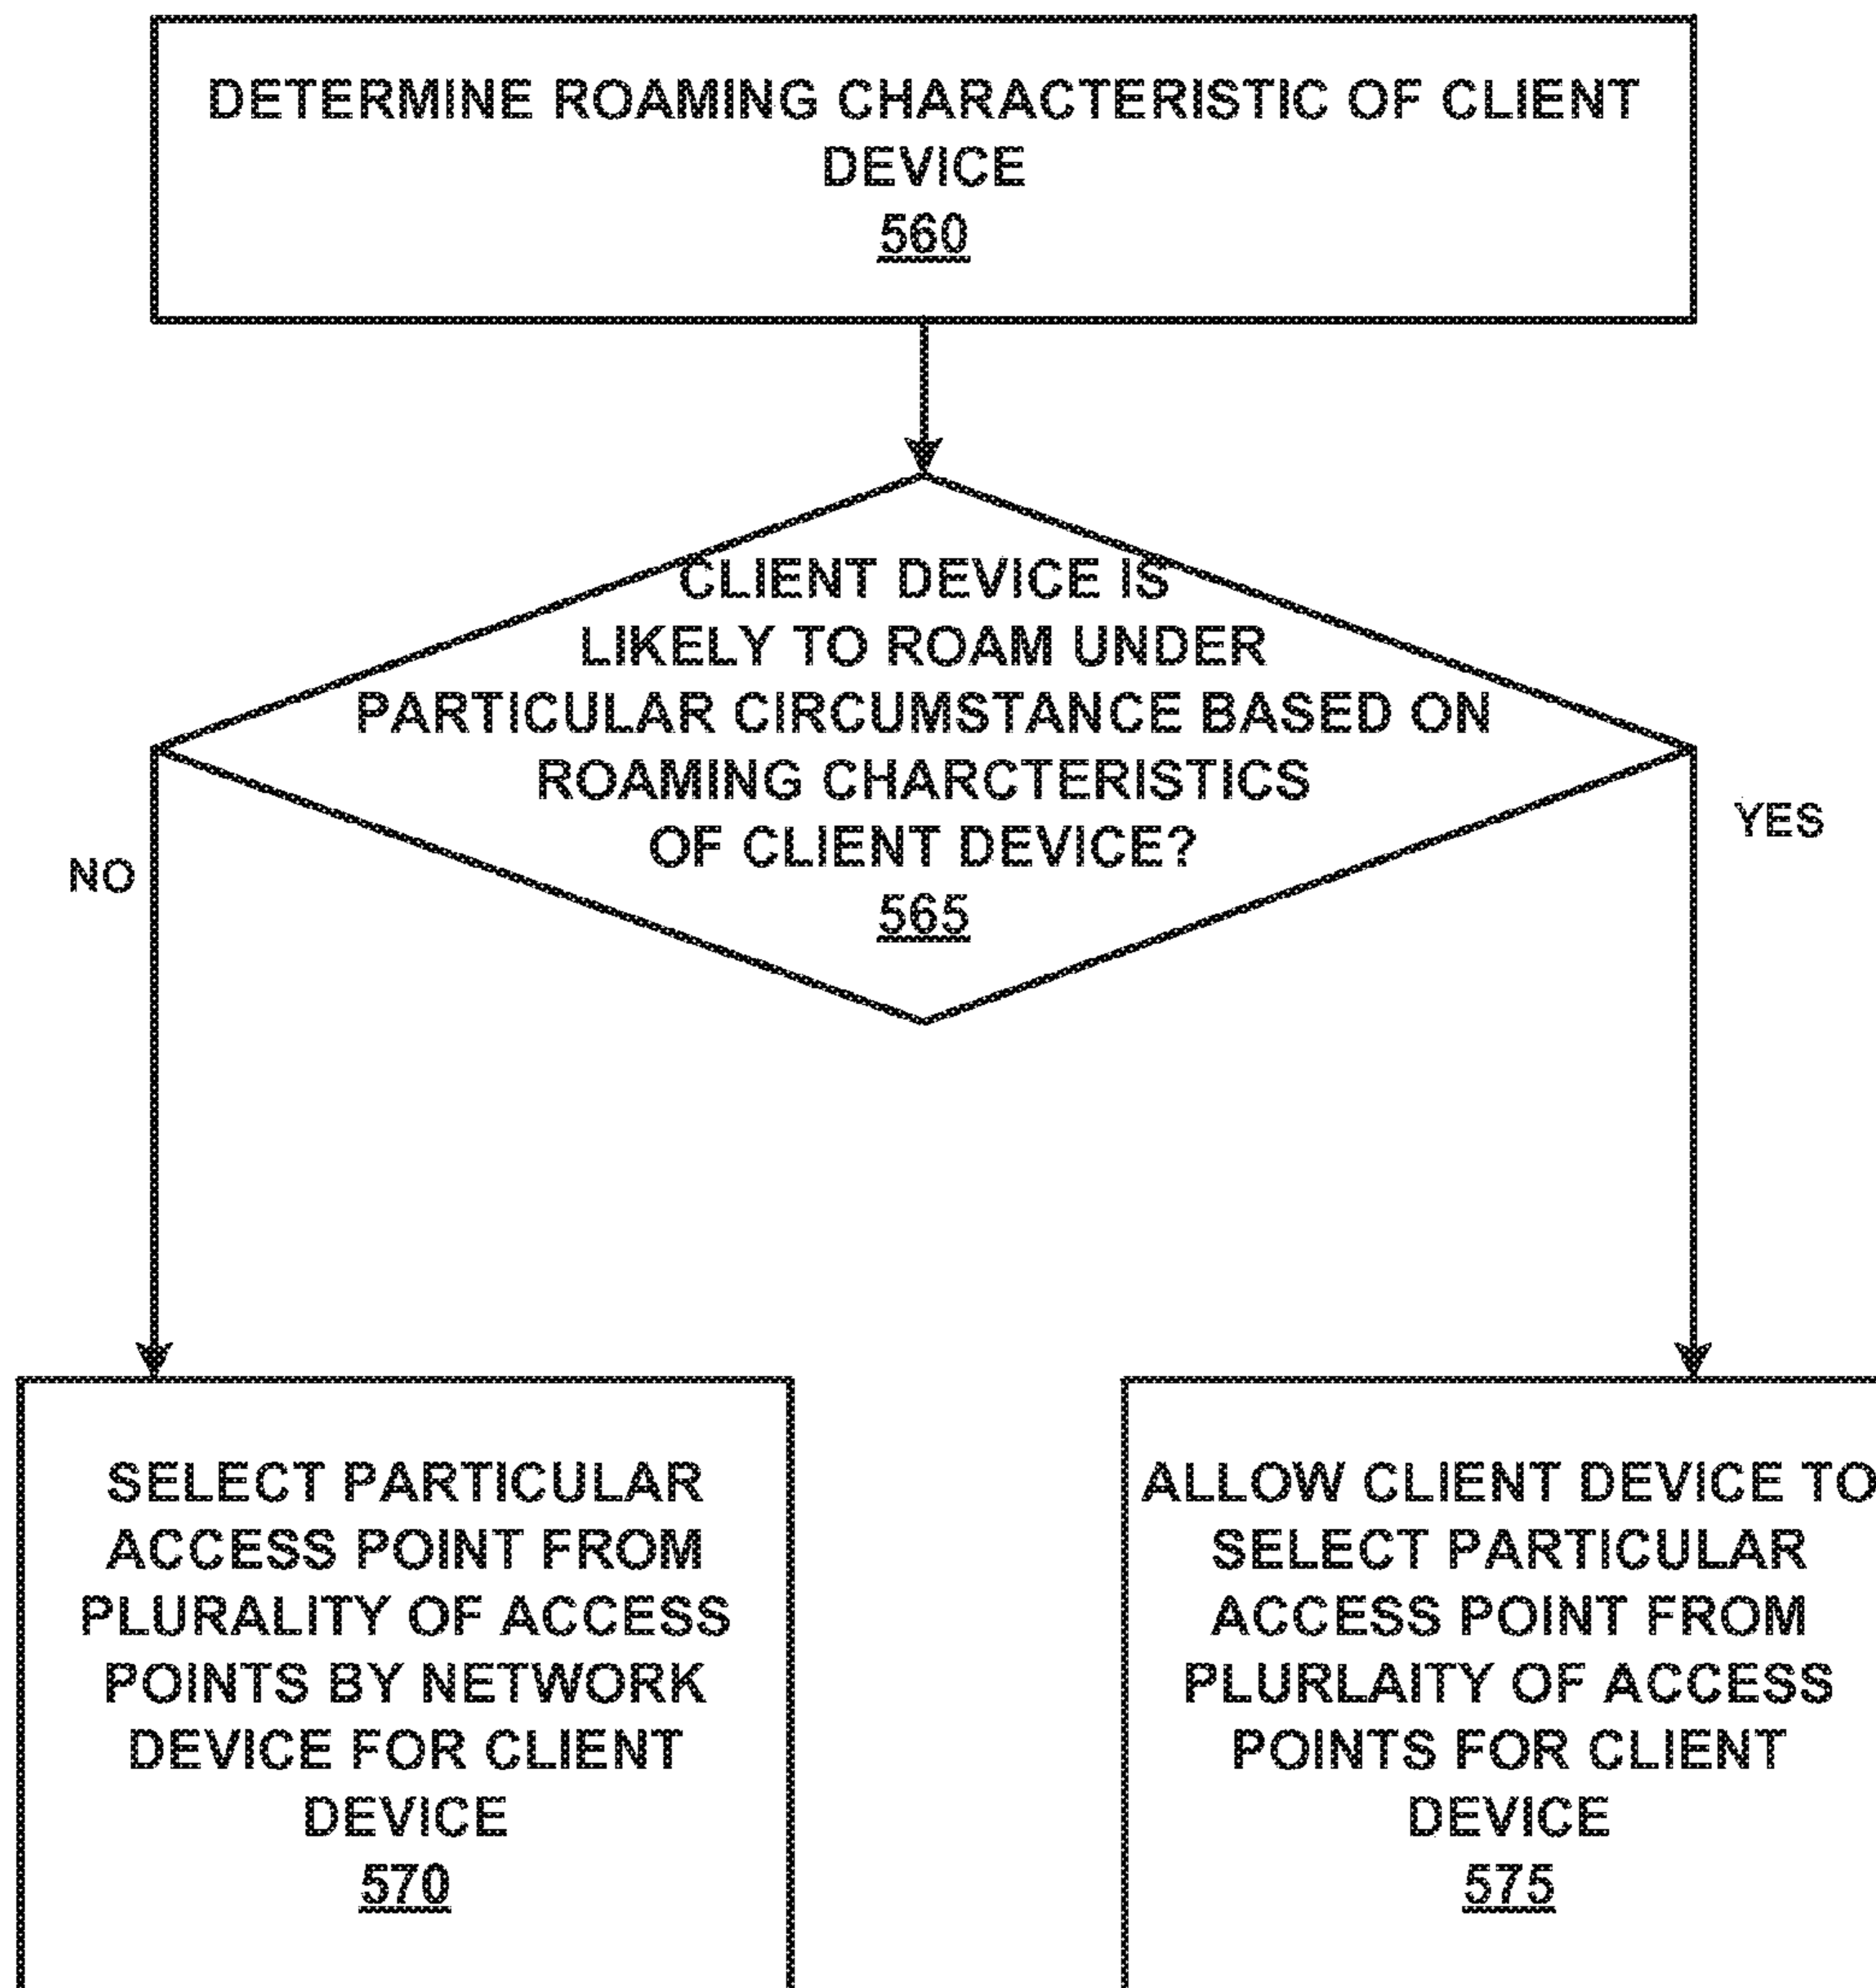 DETERMINE ROAMING CHARACTERISTIC OF CLIENT
DEVICE
560
CLIENT DEVICE IS
LIKELY TO ROAM UNDER
PARTICULAR CIRCUMSTANCE BASED ON
ROAMING CHARCTERISTICS
OF CLIENT DEVICE?
565
NO
YES
SELECT PARTICULAR
ACCESS POINT FROM
PLURALITY OF ACCESS
POINTS BY NETWORK
DEVICE FOR CLIENT
DEVICE
570
ALLOW CLIENT DEVICE TO
SELECT PARTICULAR
ACCESS POINT FROM
PLURLAITY OF ACCESS
POINTS FOR CLIENT
DEVICE
575